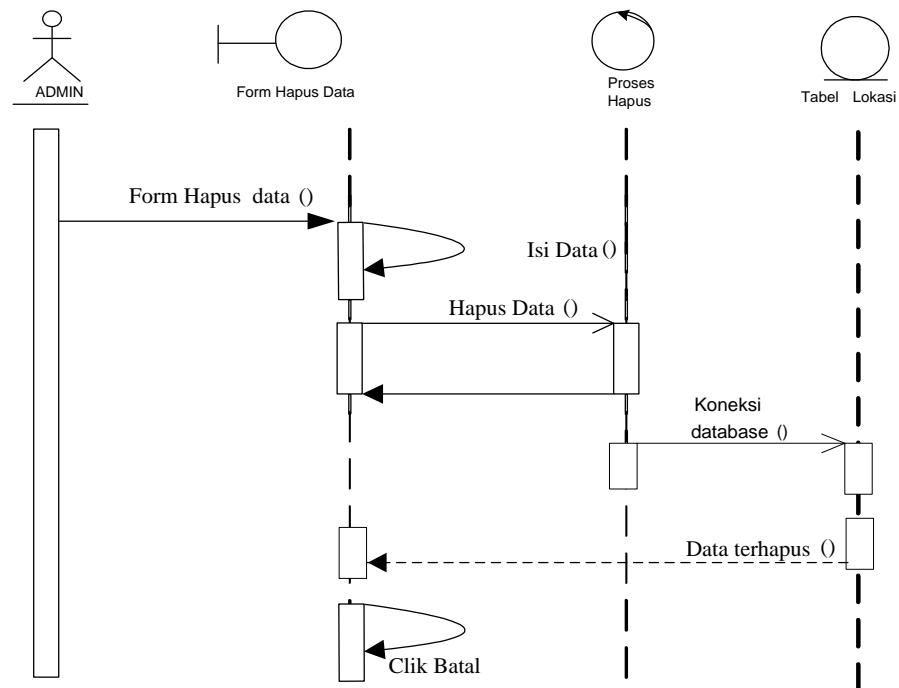 ADMIN
Form Hapus Data
Proses
Hapus
Tabel Lokasi
Form Hapus data ()
Isi Data ()
Hapus Data ()
Koneksi
database ()
Data terhapus ()
Clik Batal